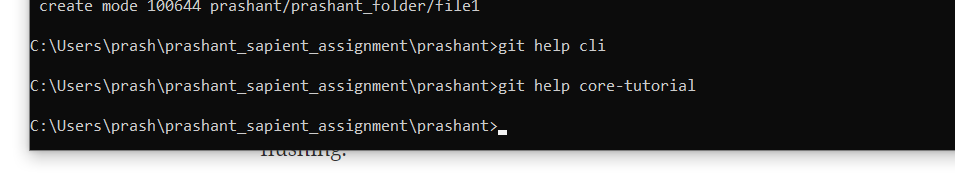 create mode 100644 prashant/prashant_folder/file1
C:\Users\prash\prashant_sapient_assignment\prashant>git help cli
C:\Users\prash\prashant_sapient_assignment\prashant>git help core-tutorial
C:\Users\prash\prashant_sapient_assignment\prashant>